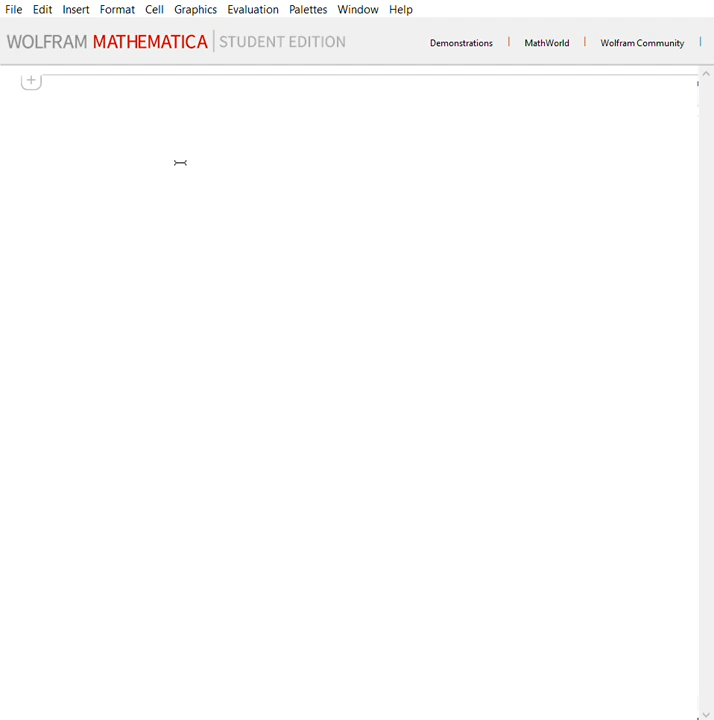 File Edit Insert Format Cell Graphics Evaluation Palettes Window Help
WOLFRAM MATHEMATICA | STUDENT EDITION Demonstrations | MathWorld | Wolfram Community |